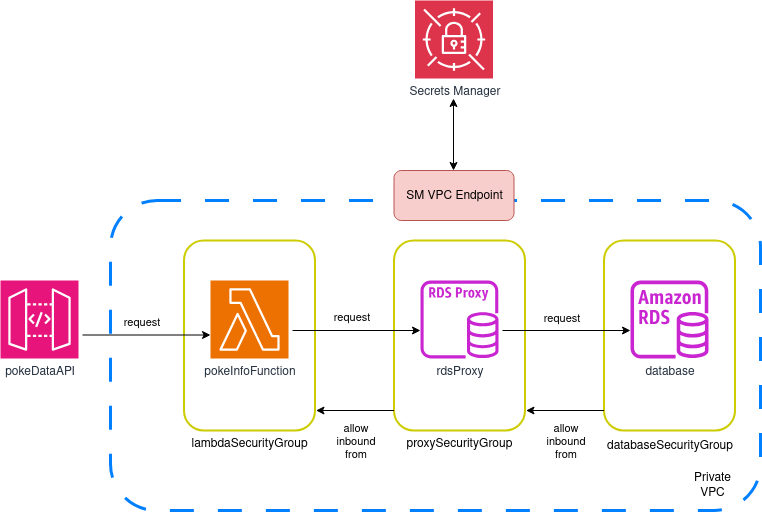 Secrets Manager
SM VPC Endpoint
request
request
request
RDS Proxy
Amazon
RDS
pokeDataAPI
pokeInfoFunction
rdsProxy
database
allow
inbound
from
allow
inbound
from
lambdaSecurityGroup
proxySecurityGroup
databaseSecurityGroup
Private
VPC